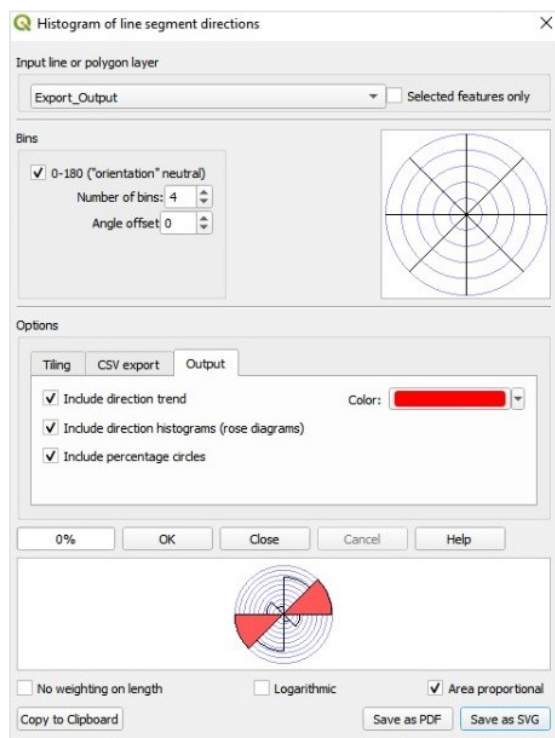 Histogram of line segment directions
Input line or polygon layer
Export_Output
Selected features only
Bins
0-180 ("orientation" neutral)
Number of bins: 4
Angle offset 0
Options
Tiling CSV export Output
Include direction trend
Color:
Include direction histograms (rose diagrams)
Include percentage circles
0% OK Close Cancel Help
No weighting on length Logarithmic Area proportional
Copy to Clipboard Save as PDF Save as SVG